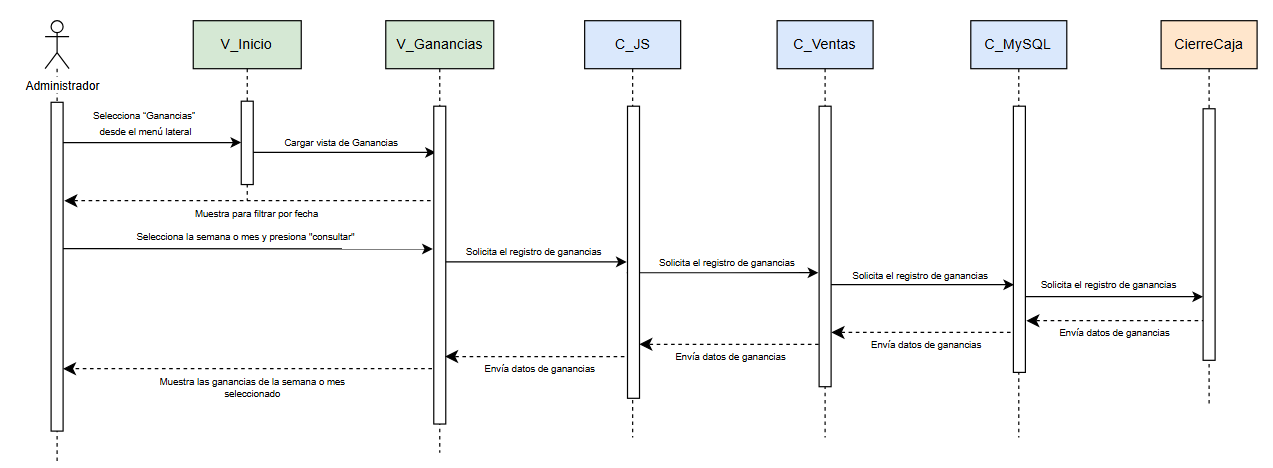 V_Inicio
V_Ganancias
C_JS
C_Ventas
C_MySQL
CierreCaja
Administrador
Selecciona "Ganancias"
desde el menú lateral
Cargar vista de Ganancias
Muestra para filtrar por fecha
Selecciona la semana o mes y presiona "consultar"
Solicita el registro de ganancias
Solicita el registro de ganancias
Solicita el registro de ganancias
Solicita el registro de ganancias
Envía datos de ganancias
Envía datos de ganancias
Envía datos de ganancias
Envía datos de ganancias
Muestra las ganancias de la semana o mes
seleccionado